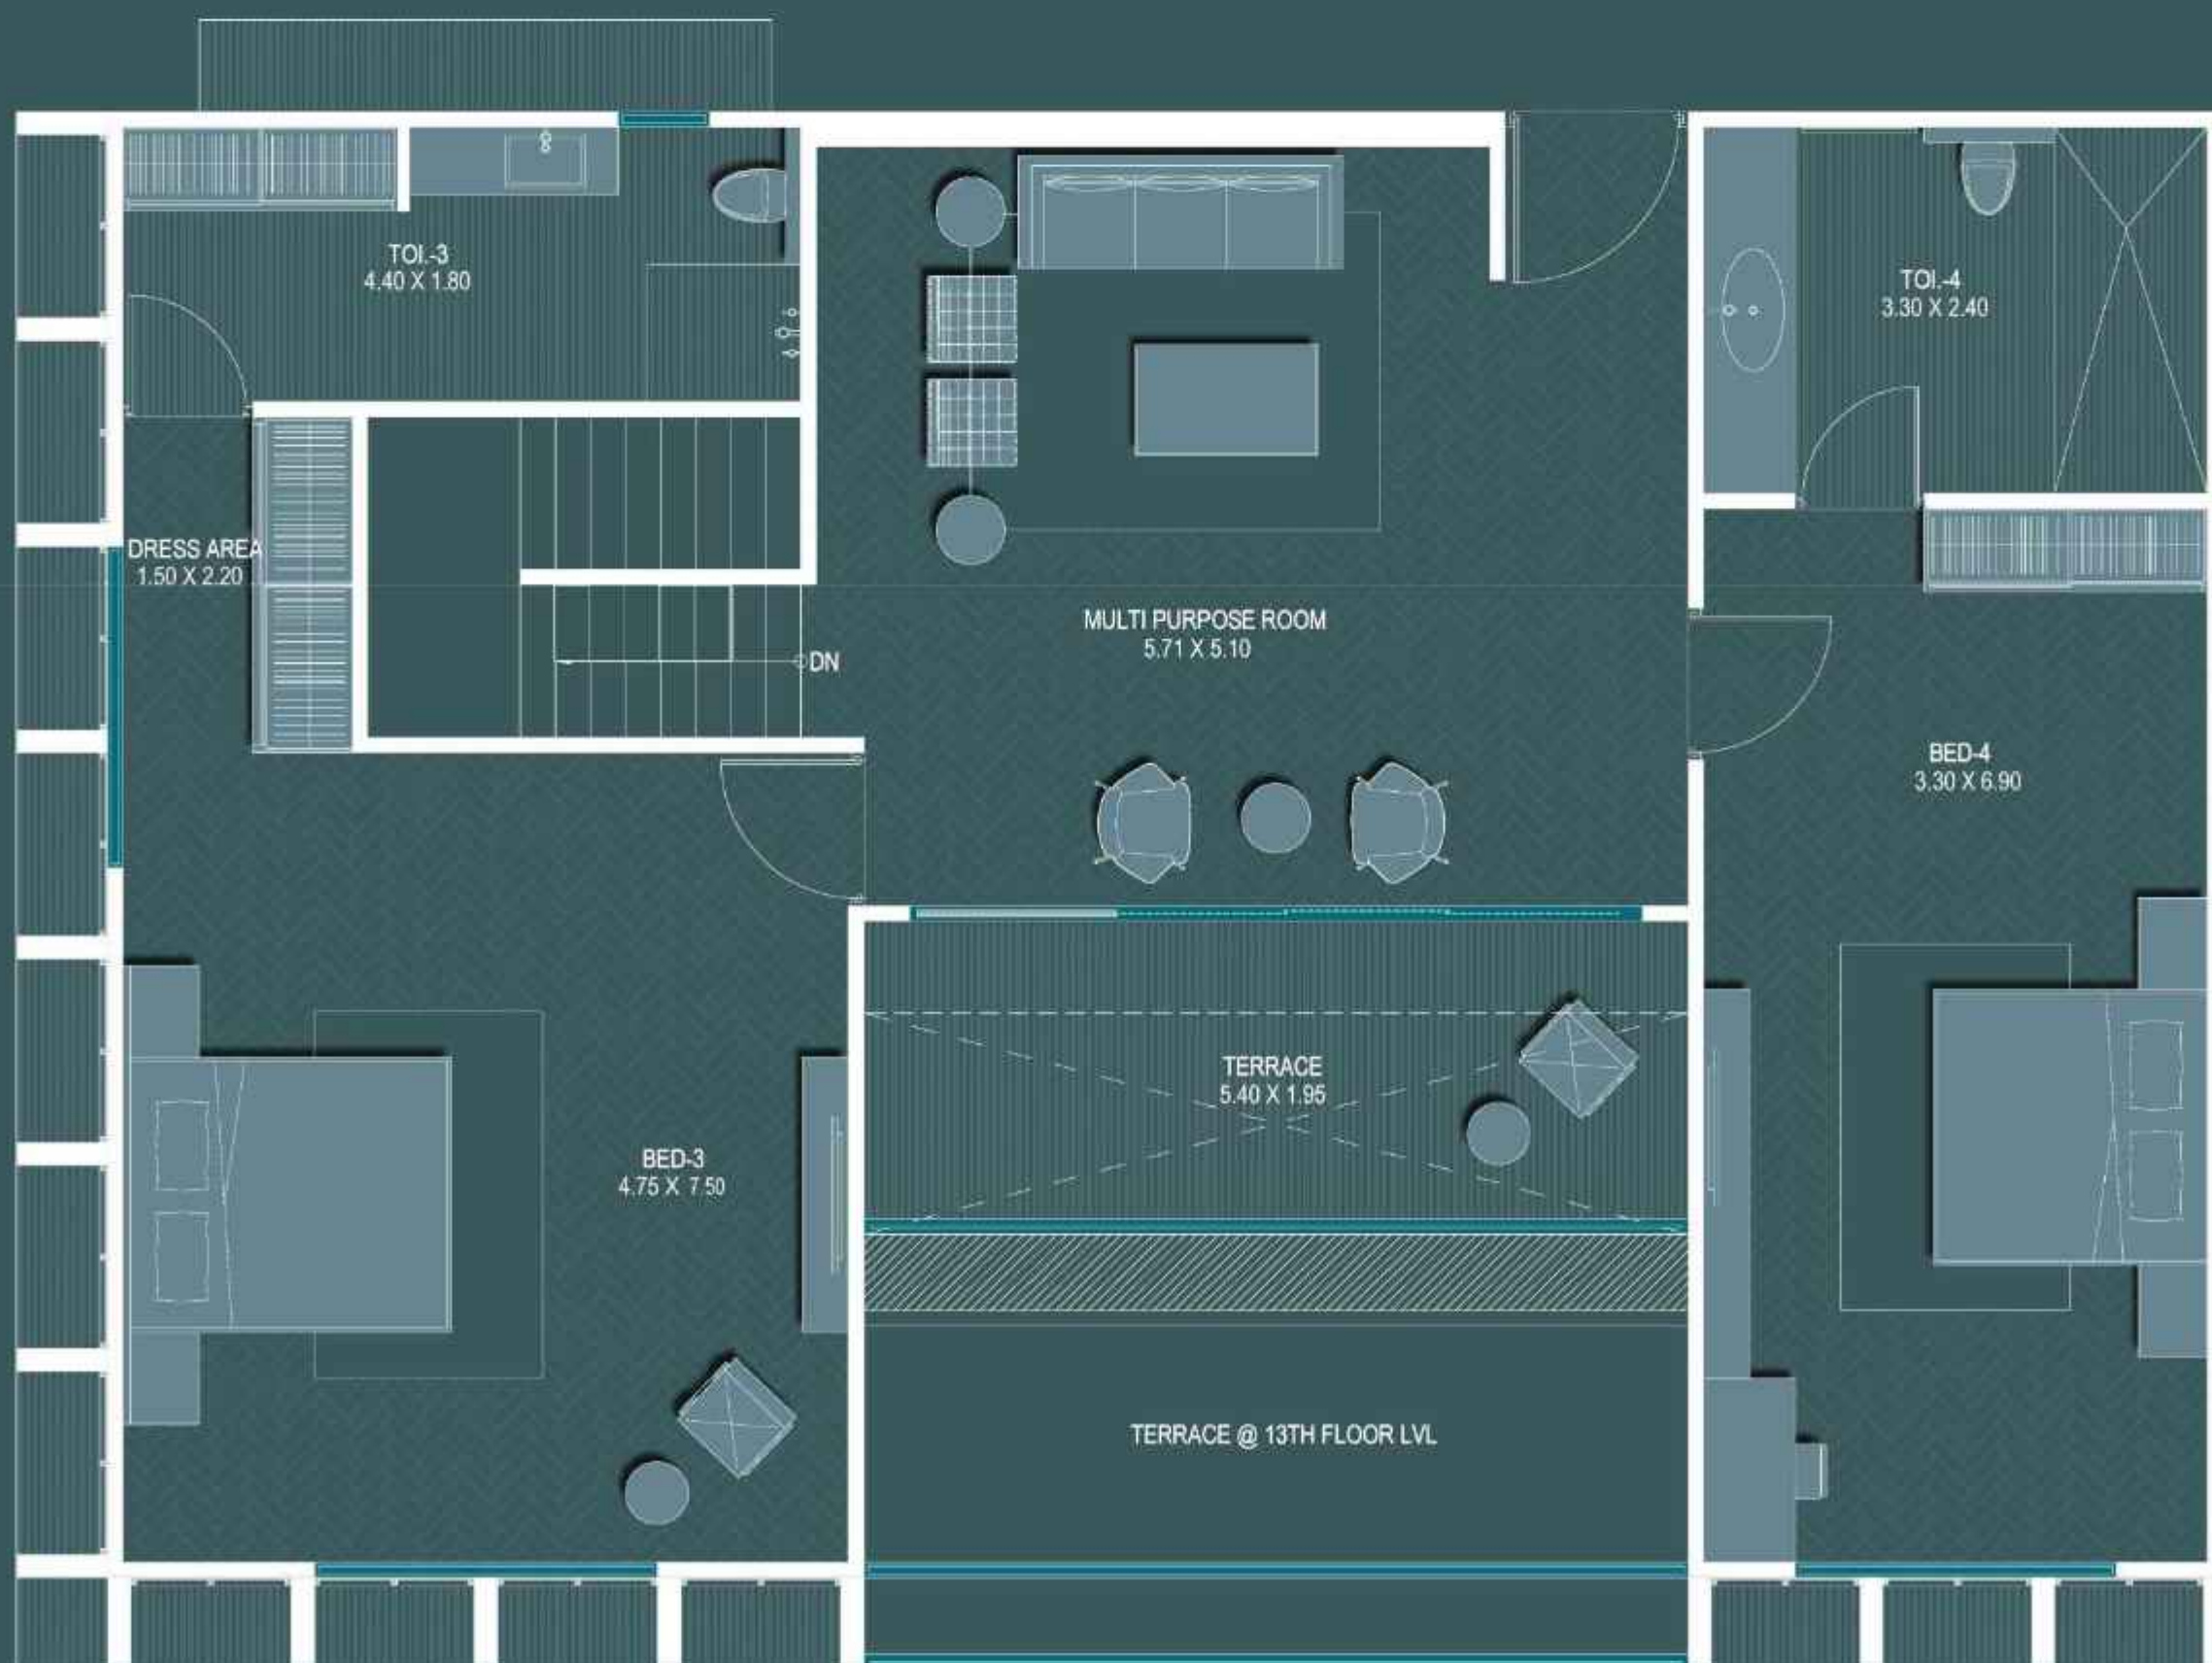 TOI.-3
4.40 X 1.80
TOI.-4
3.30 X 2.40
DRESS AREA
1.50 X 2.20
MULTI PURPOSE ROOM
5.71 X 5.10
DN
BED-4
3.30 X 6.90
TERRACE
5.40 X 1.95
BED-3
4.75 X 7.50
TERRACE @ 13TH FLOOR LVL